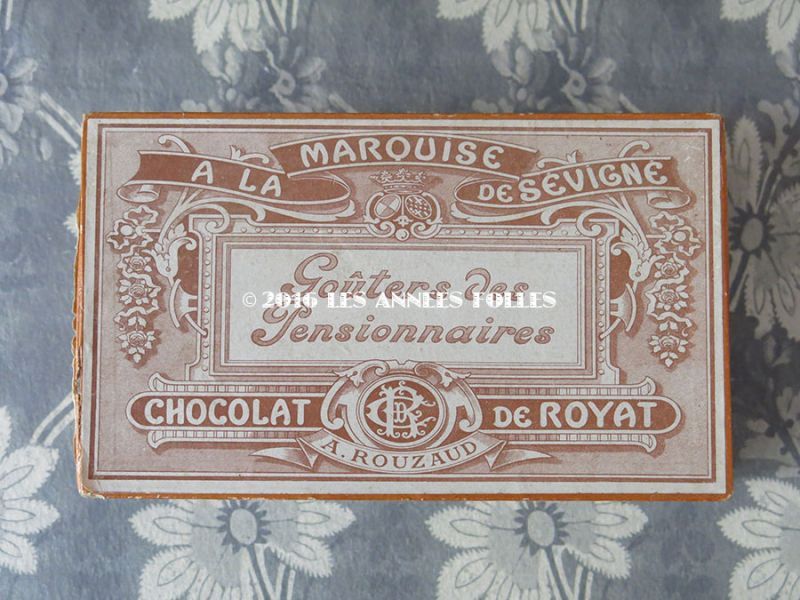 A LA MARQUISE DE SEVIGNE
Goûters des
© 2016 LES ANNEES FOLLES
Pensionnaires
CHOCOLAT DE ROYAT
A. ROUZAUD